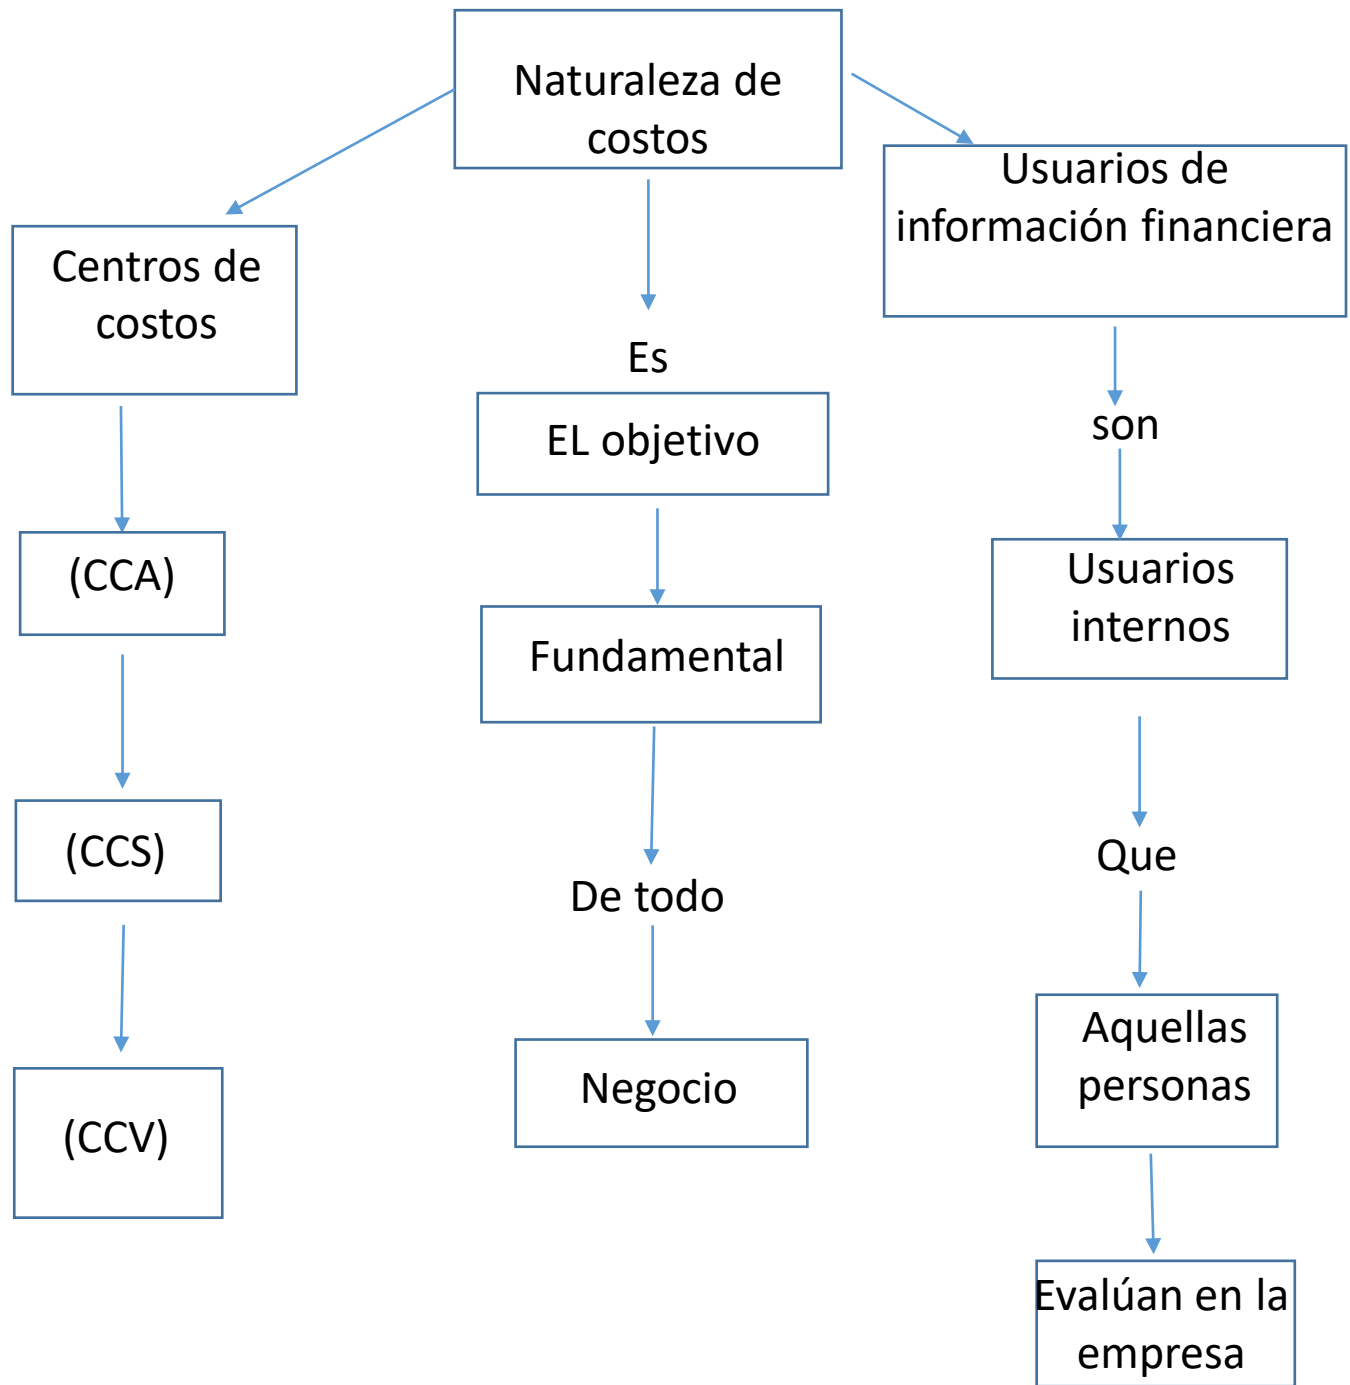 Naturaleza de
costos
Centros de
costos
(CCA)
(CCS)
(CCV)
Es
EL objetivo
Fundamental
De todo
Negocio
Usuarios de
información financiera
son
Usuarios
internos
Que
Aquellas
personas
Evalúan en la
empresa